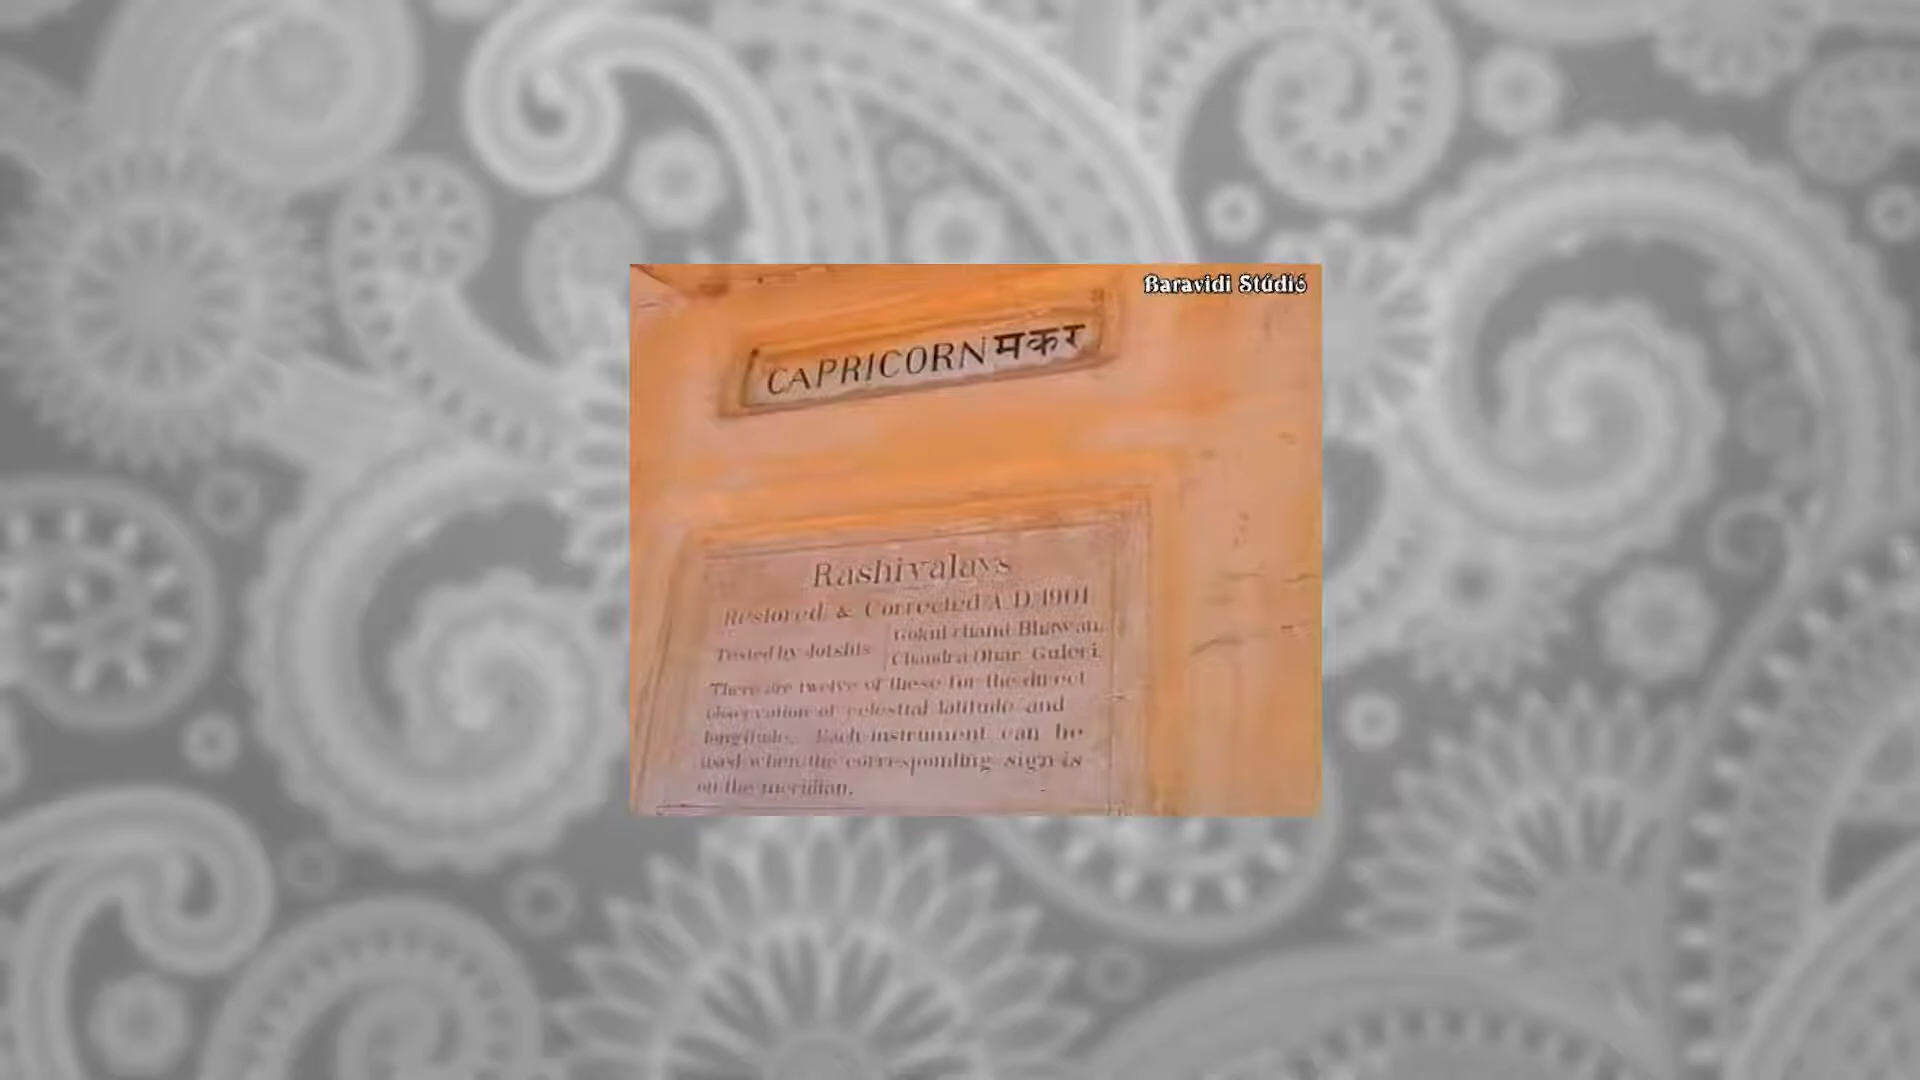 Baravidi Stúdió
CAPRICORN मकर
Rashivalays
Restored & Corrected A.D. 1901
Tested by Jotshis Gokul chand Bhawan.
Chandra Dhar Guleri.
There are twelve of these for the direct
observation of celestial latitude and
longitude. Each instrument can be
used when the corresponding sign is
on the meridian.